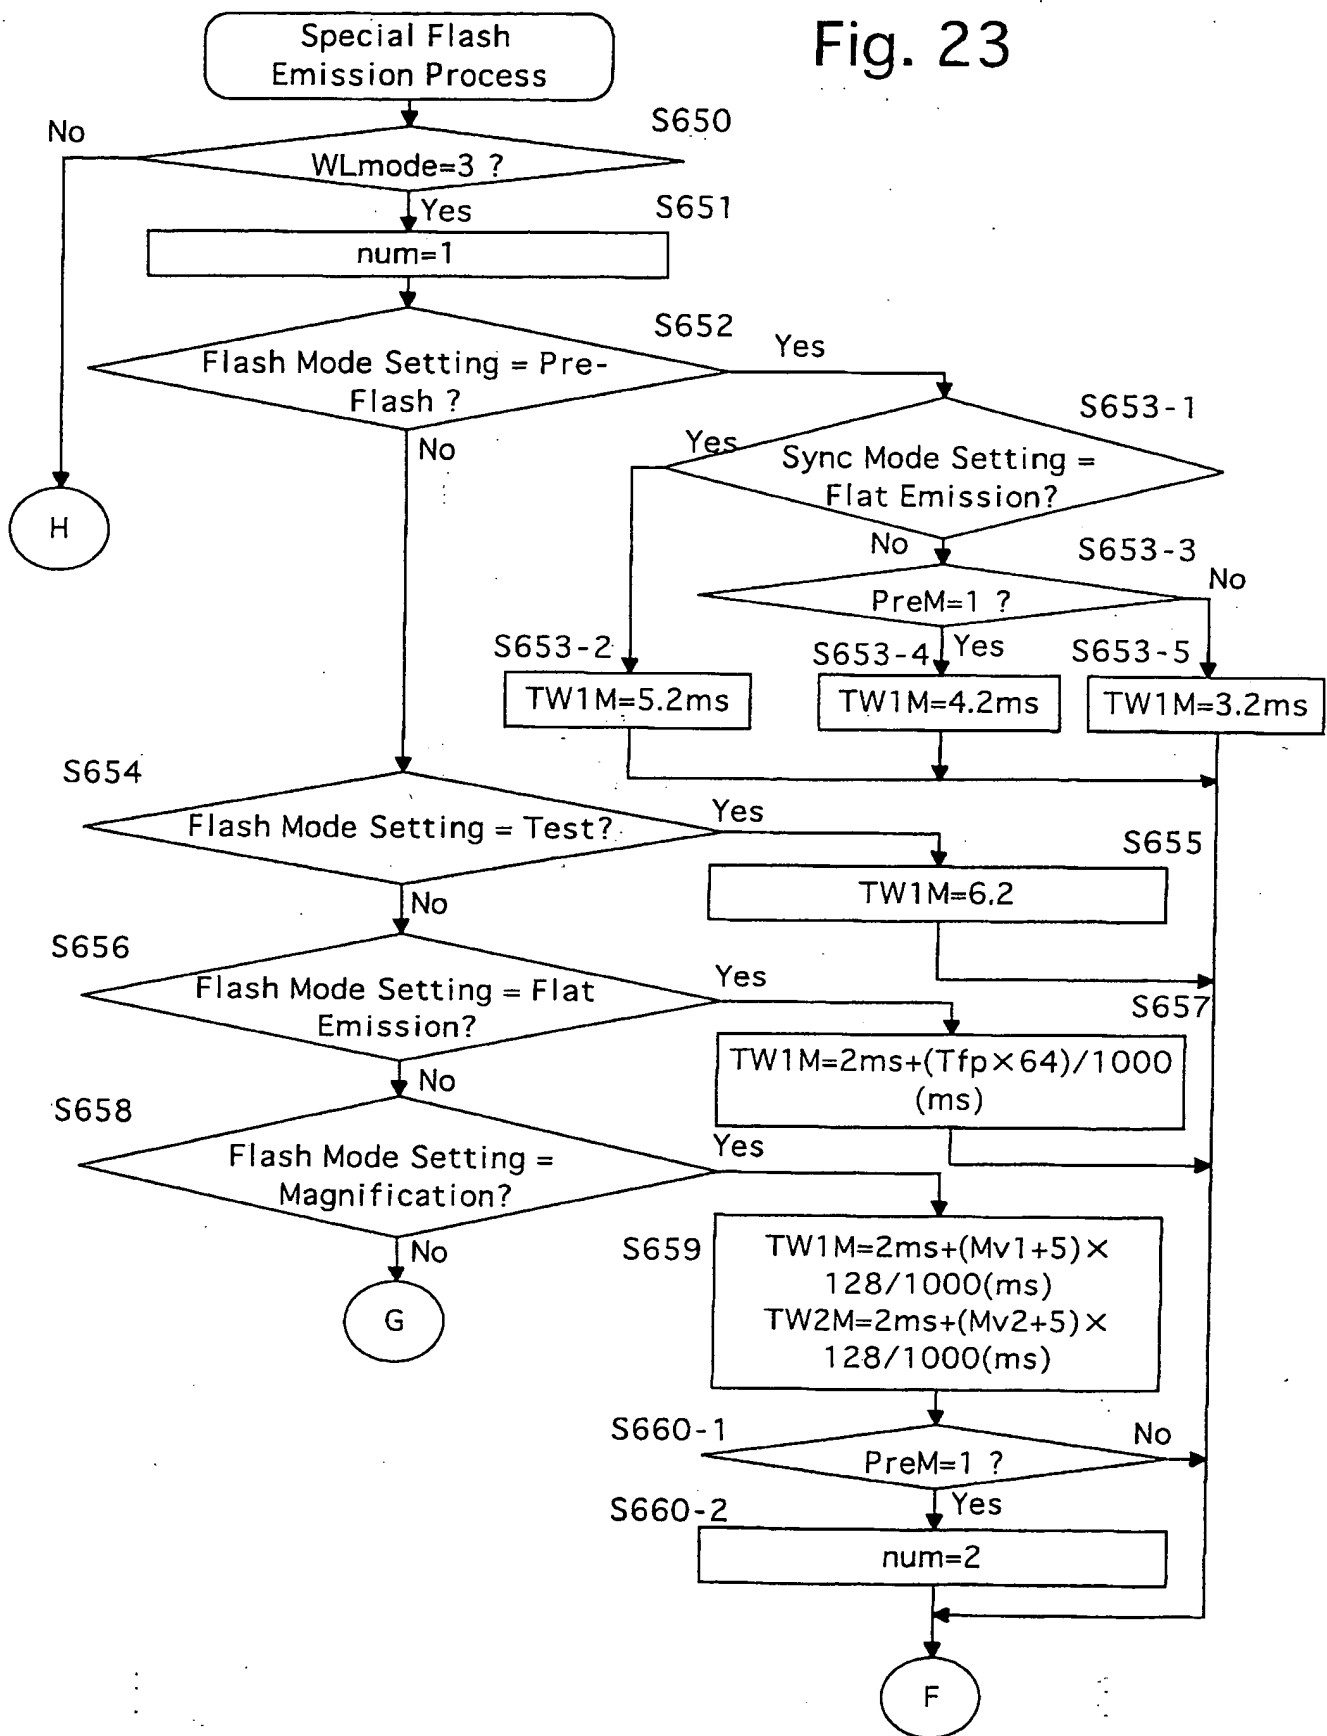 Fig. 23
Special Flash
Emission Process
No
S650
WLmode=3 ?
Yes
S651
num=1
S652
Flash Mode Setting = Pre-
Flash ?
Yes
No
H
S653-1
Yes
Sync Mode Setting =
Flat Emission?
No
S653-3
PreM=1 ?
No
Yes
S653-2
TW1M=5.2ms
S653-4
TW1M=4.2ms
S653-5
TW1M=3.2ms
S654
Flash Mode Setting = Test?
Yes
S655
TW1M=6.2
No
S656
Flash Mode Setting = Flat
Emission?
Yes
S657
TW1M=2ms+(Tfp×64)/1000
(ms)
No
S658
Flash Mode Setting =
Magnification?
Yes
No
G
S659
TW1M=2ms+(Mv1+5)×
128/1000(ms)
TW2M=2ms+(Mv2+5)×
128/1000(ms)
S660-1
PreM=1 ?
No
Yes
S660-2
num=2
F